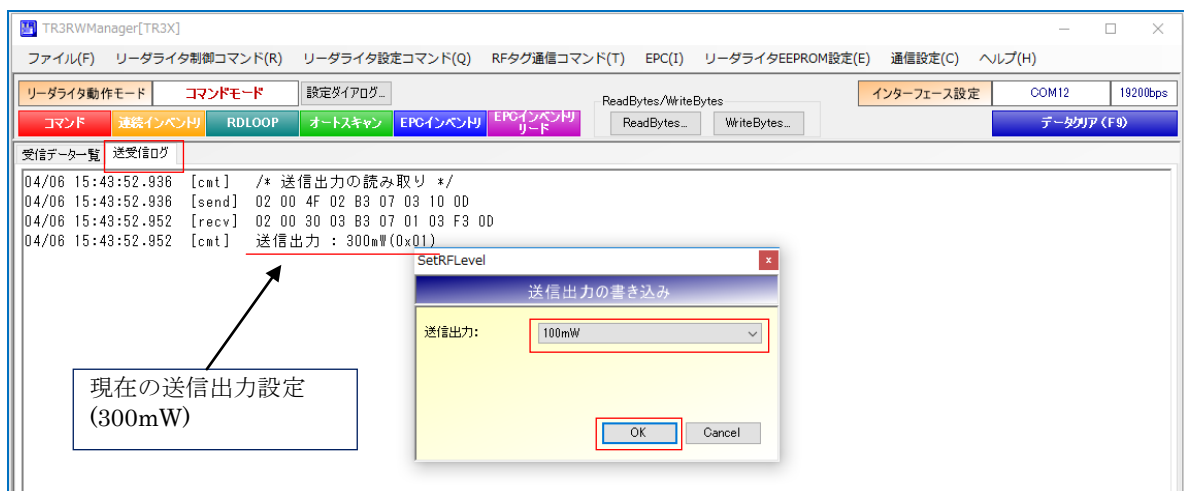 TR3RWManager[TR3X]
ファイル(F) リーダライタ制御コマンド(R) リーダライタ設定コマンド(Q) RFタグ通信コマンド(T) EPC(I) リーダライタEEPROM設定(E) 通信設定(C) ヘルプ(H)
リーダライタ動作モード コマンドモード 設定ダイアログ... ReadBytes/WriteBytes インターフェース設定 COM12 19200bps
コマンド 連続インベントリ RDLOOP オートスキャン EPCインベントリ EPCインベントリリード ReadBytes... WriteBytes... データクリア(F9)
受信データ一覧 送受信ログ
04/06 15:43:52.936 [cmt] /* 送信出力の読み取り */
04/06 15:43:52.936 [send] 02 00 4F 02 B3 07 03 10 0D
04/06 15:43:52.952 [recv] 02 00 30 03 B3 07 01 03 F3 0D
04/06 15:43:52.952 [cmt] 送信出力 : 300mW(0x01)
SetRFLevel
送信出力の書き込み
送信出力: 100mW
OK Cancel
現在の送信出力設定
(300mW)